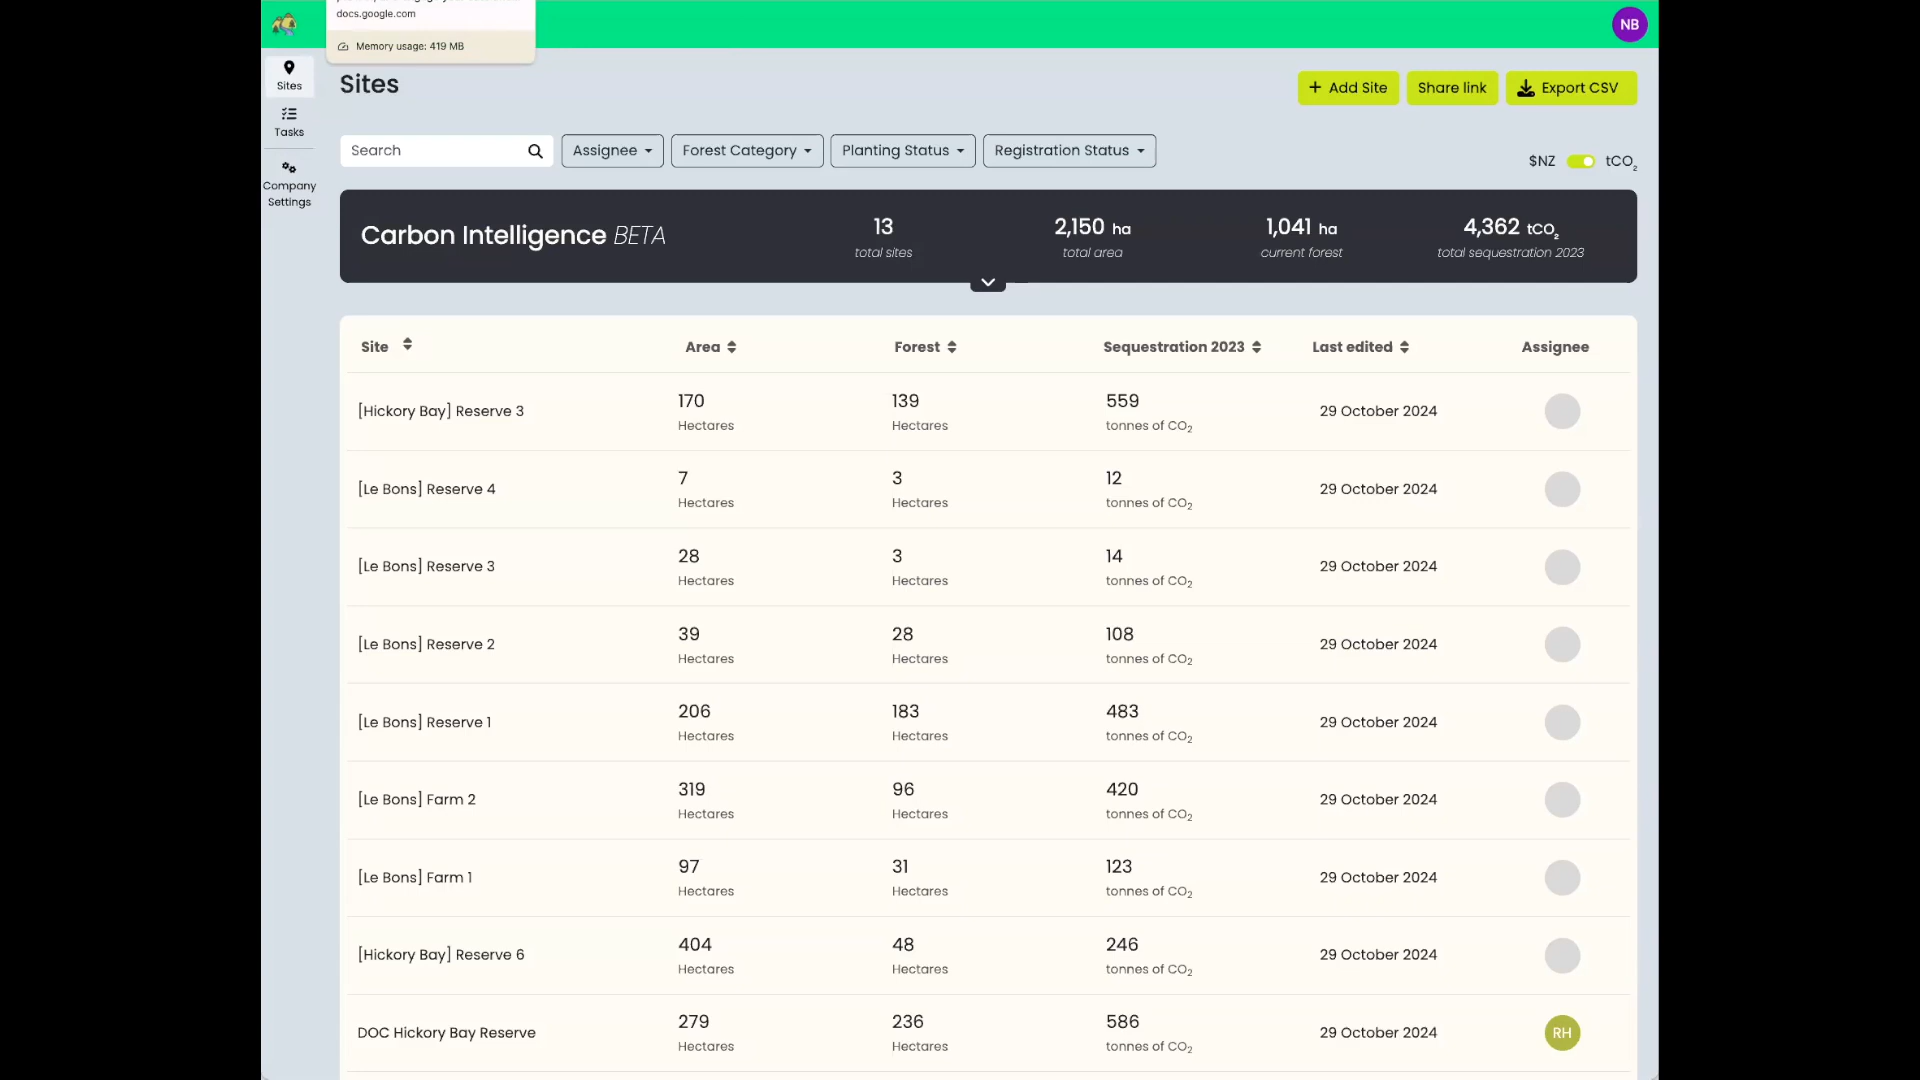 docs.google.com
Memory usage: 419 MB
NB
Sites
Tasks
Company
Settings
Sites
+ Add Site
Share link
Export CSV
Search
Assignee
Forest Category
Planting Status
Registration Status
$NZ
tCO₂
Carbon Intelligence BETA
13
total sites
2,150 ha
total area
1,041 ha
current forest
4,362 tCO₂
total sequestration 2023
Site
Area
Forest
Sequestration 2023
Last edited
Assignee
[Hickory Bay] Reserve 3
170
Hectares
139
Hectares
559
tonnes of CO₂
29 October 2024
[Le Bons] Reserve 4
7
Hectares
3
Hectares
12
tonnes of CO₂
29 October 2024
[Le Bons] Reserve 3
28
Hectares
3
Hectares
14
tonnes of CO₂
29 October 2024
[Le Bons] Reserve 2
39
Hectares
28
Hectares
108
tonnes of CO₂
29 October 2024
[Le Bons] Reserve 1
206
Hectares
183
Hectares
483
tonnes of CO₂
29 October 2024
[Le Bons] Farm 2
319
Hectares
96
Hectares
420
tonnes of CO₂
29 October 2024
[Le Bons] Farm 1
97
Hectares
31
Hectares
123
tonnes of CO₂
29 October 2024
[Hickory Bay] Reserve 6
404
Hectares
48
Hectares
246
tonnes of CO₂
29 October 2024
DOC Hickory Bay Reserve
279
Hectares
236
Hectares
586
tonnes of CO₂
29 October 2024
RH